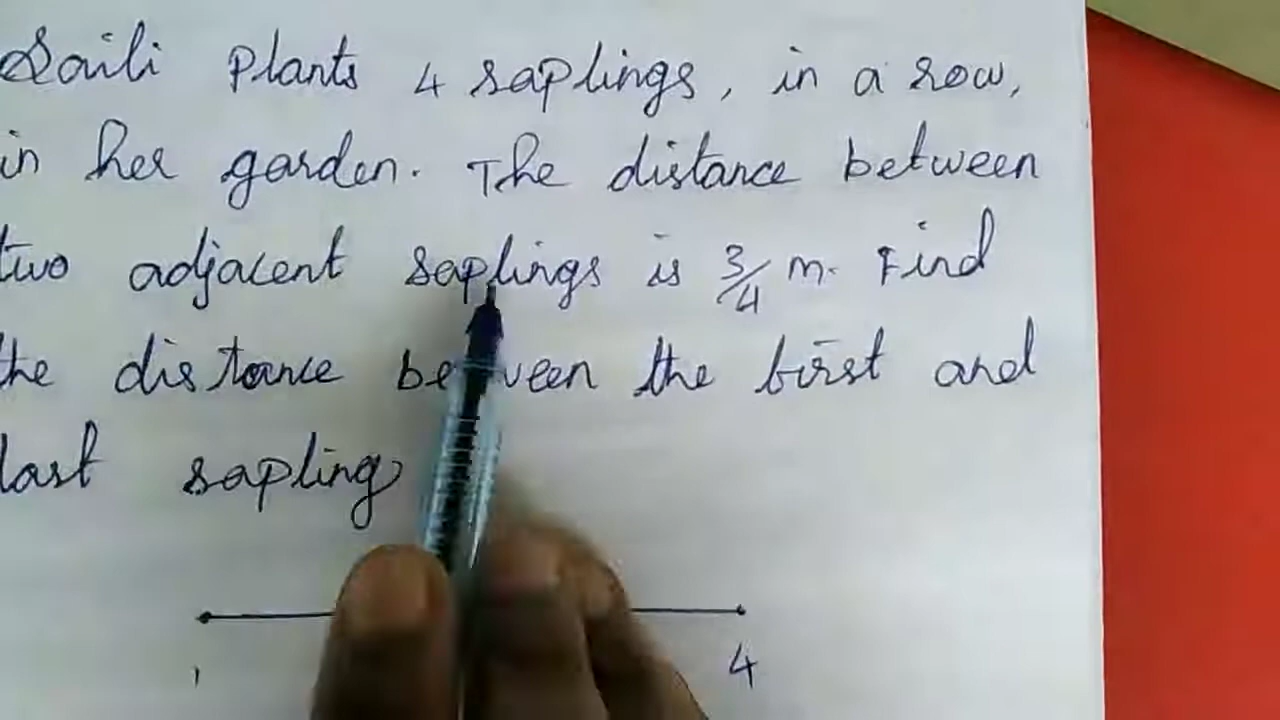 Saili plants 4 saplings, in a row,
in her garden. The distance between
two adjacent saplings is 3/4 m. Find
the distance between the first and
last sapling
1 4